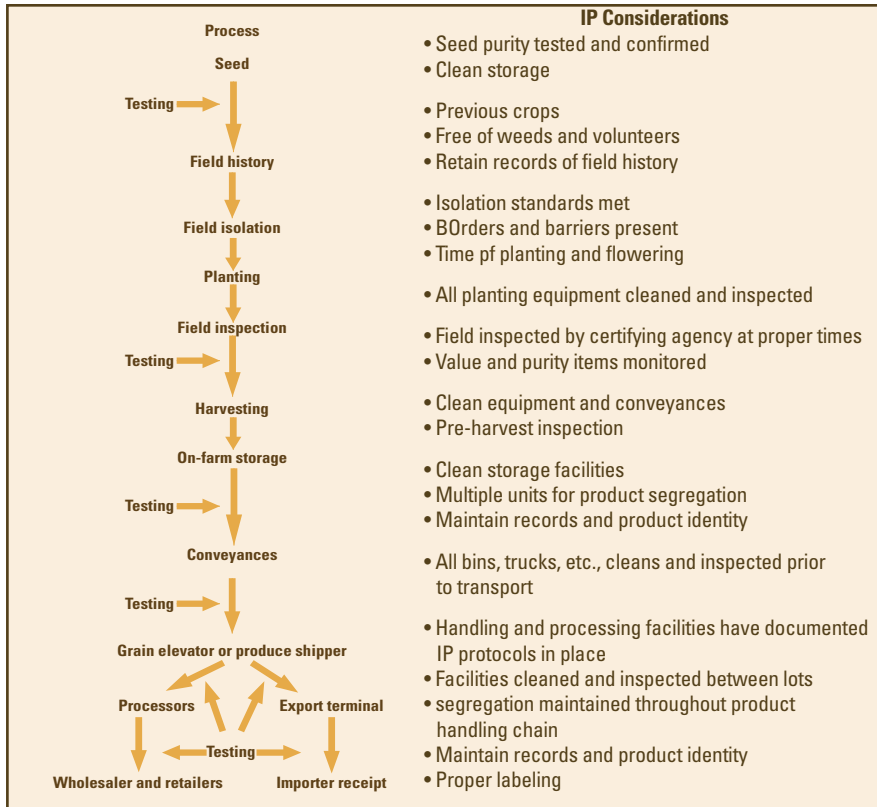 Process
Seed
Testing
Field history
Field isolation
Planting
Field inspection
Testing
Harvesting
On-farm storage
Testing
Conveyances
Testing
Grain elevator or produce shipper
Processors
Export terminal
Testing
Wholesaler and retailers
Importer receipt
IP Considerations
• Seed purity tested and confirmed
• Clean storage
• Previous crops
• Free of weeds and volunteers
• Retain records of field history
• Isolation standards met
• BOrders and barriers present
• Time pf planting and flowering
• All planting equipment cleaned and inspected
• Field inspected by certifying agency at proper times
• Value and purity items monitored
• Clean equipment and conveyances
• Pre-harvest inspection
• Clean storage facilities
• Multiple units for product segregation
• Maintain records and product identity
• All bins, trucks, etc., cleans and inspected prior
to transport
• Handling and processing facilities have documented
IP protocols in place
• Facilities cleaned and inspected between lots
• segregation maintained throughout product
handling chain
• Maintain records and product identity
• Proper labeling